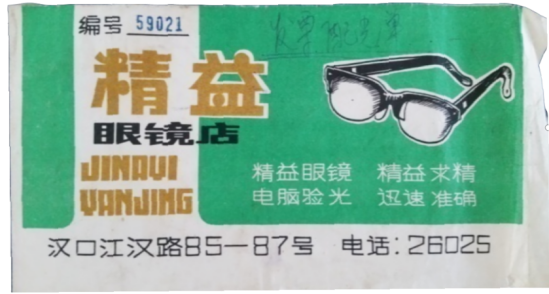 编号 59021
精益
眼镜店
JINGYI
YANJING
精益眼镜 精益求精
电脑验光 迅速准确
汉口江汉路85—87号 电话:26025